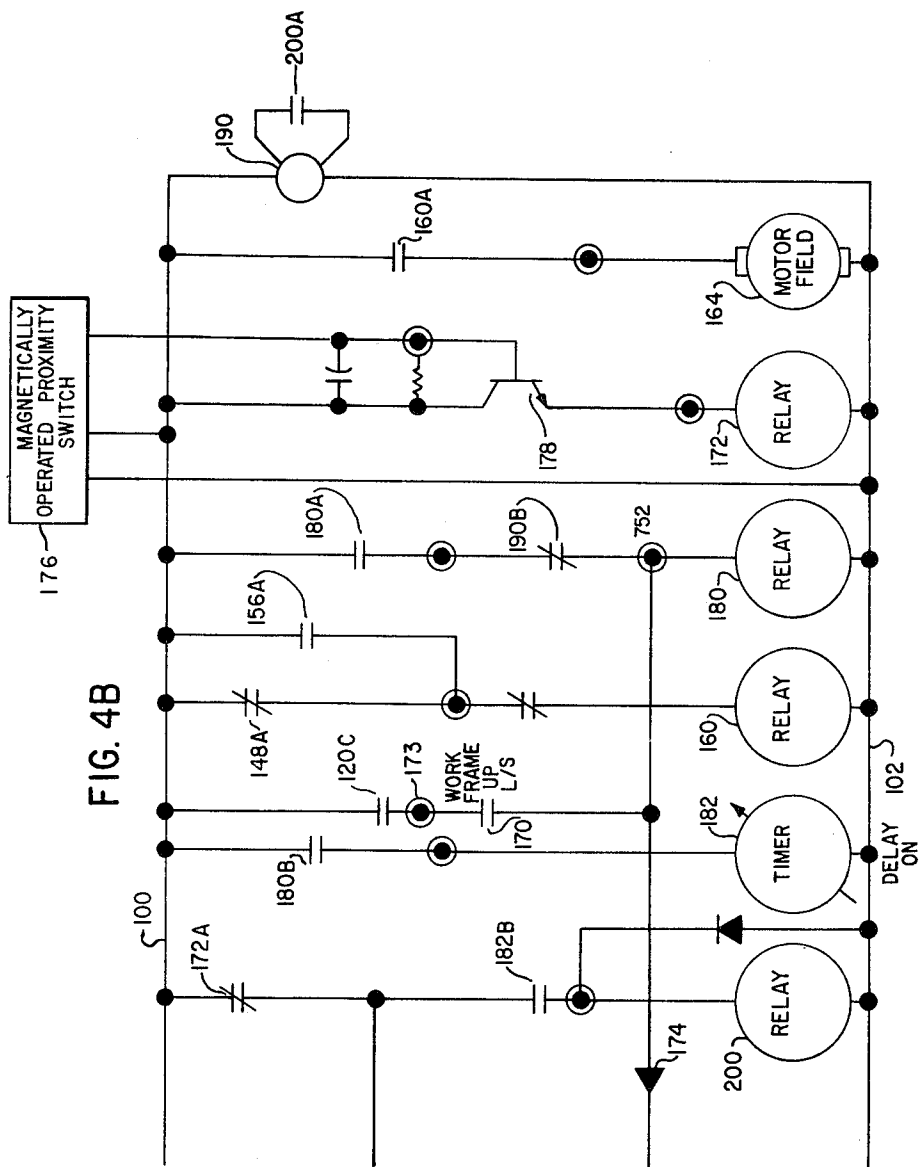 200A
190
160A
MOTOR
FIELD
164
MAGNETICALLY
OPERATED PROXIMITY
SWITCH
176
178
RELAY
172
180A
190B
752
RELAY
180
156A
FIG. 4B
148A
RELAY
160
120C
173
WORK
FRAME
UP
L/S
170
102
180B
182
TIMER
DELAY
ON
100
172A
182B
174
RELAY
200